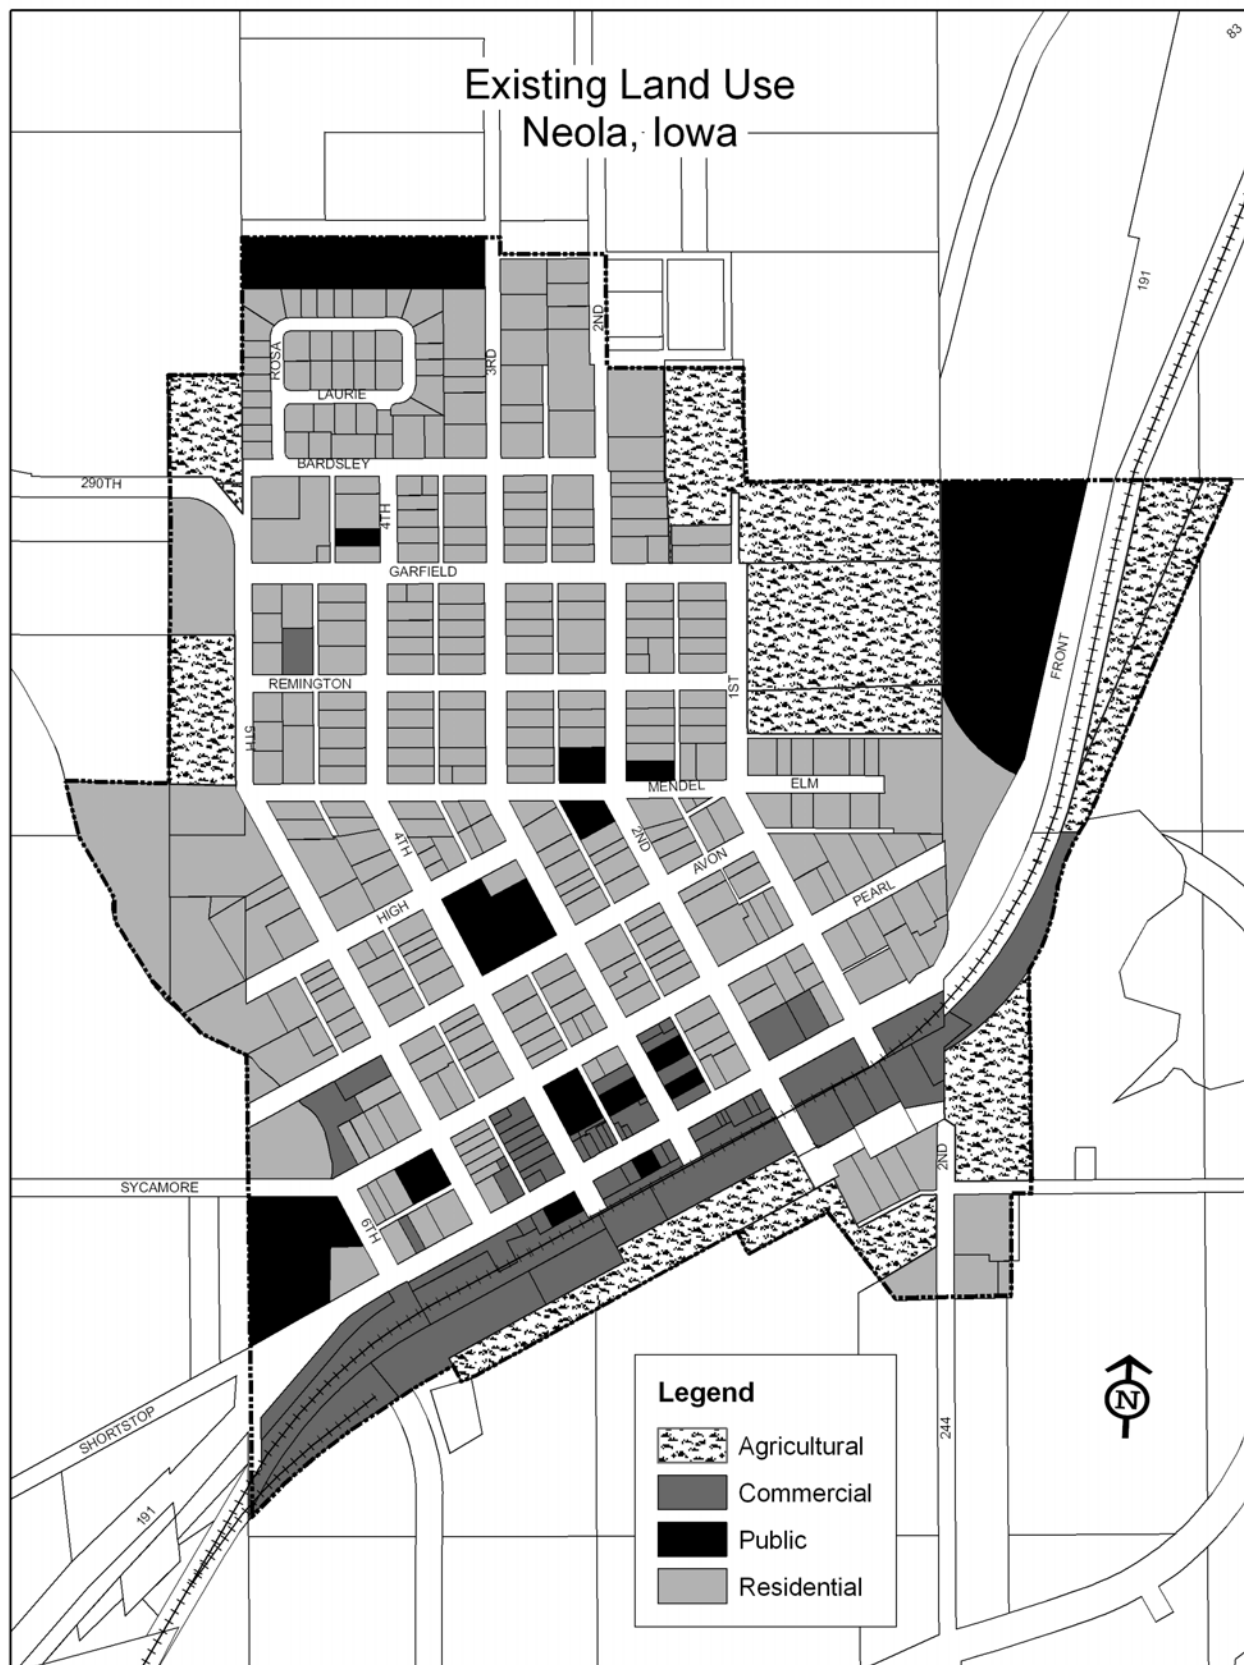 Existing Land Use
Neola, Iowa
83
191
2ND
3RD
ROSA
LAURIE
BARDSLEY
290TH
4TH
GARFIELD
FRONT
REMINGTON
1ST
5TH
MENDEL
ELM
4TH
2ND
AVON
PEARL
HIGH
2ND
SYCAMORE
6TH
Legend
Agricultural
Commercial
Public
Residential
N
244
SHORTSTOP
191